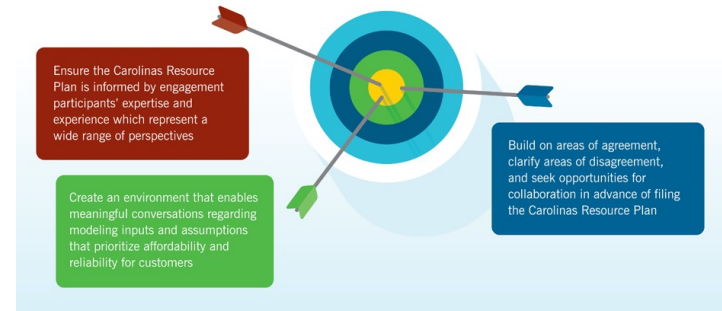 Ensure the Carolinas Resource
Plan is informed by engagement
participants' expertise and
experience which represent a
wide range of perspectives
Create an environment that enables
meaningful conversations regarding
modeling inputs and assumptions
that prioritize affordability and
reliability for customers
Build on areas of agreement,
clarify areas of disagreement,
and seek opportunities for
collaboration in advance of filing
the Carolinas Resource Plan